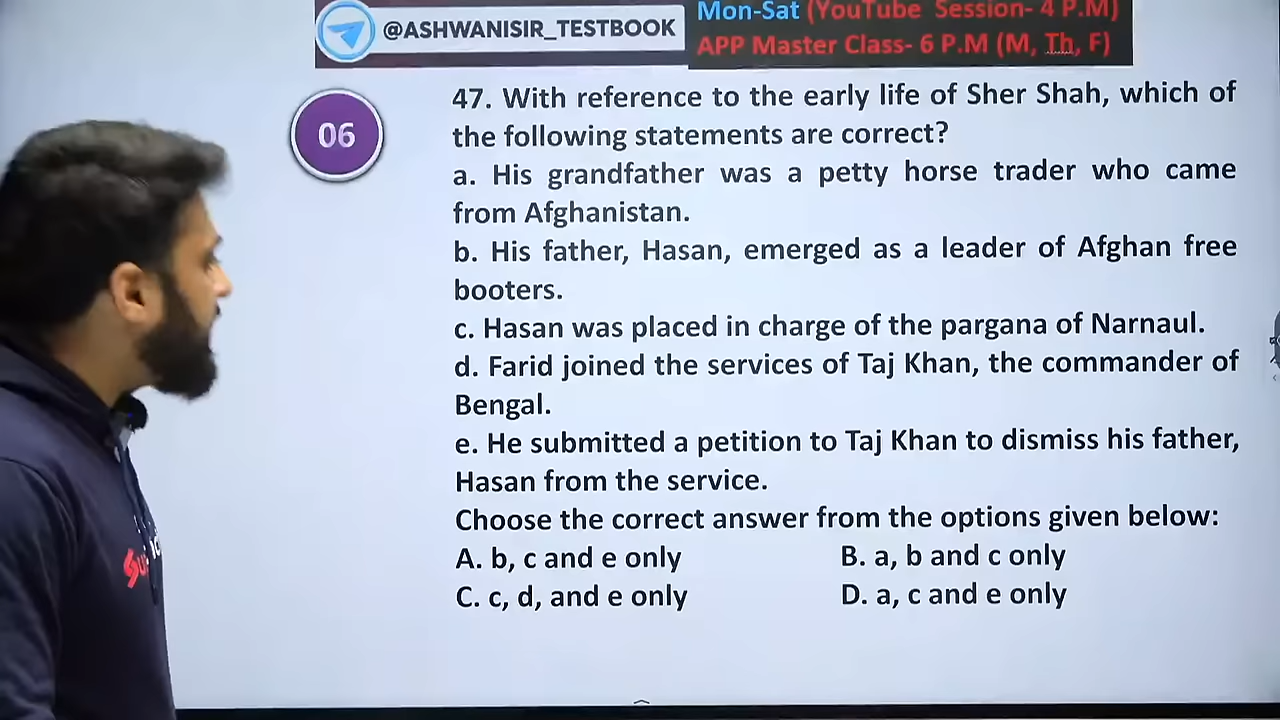 @ASHWANISIR_TESTBOOK
Mon-Sat (YouTube Session- 4 P.M)
APP Master Class- 6 P.M (M, Th, F)
06
47. With reference to the early life of Sher Shah, which of
the following statements are correct?
a. His grandfather was a petty horse trader who came
from Afghanistan.
b. His father, Hasan, emerged as a leader of Afghan free
booters.
c. Hasan was placed in charge of the pargana of Narnaul.
d. Farid joined the services of Taj Khan, the commander of
Bengal.
e. He submitted a petition to Taj Khan to dismiss his father,
Hasan from the service.
Choose the correct answer from the options given below:
A. b, c and e only
B. a, b and c only
C. c, d, and e only
D. a, c and e only